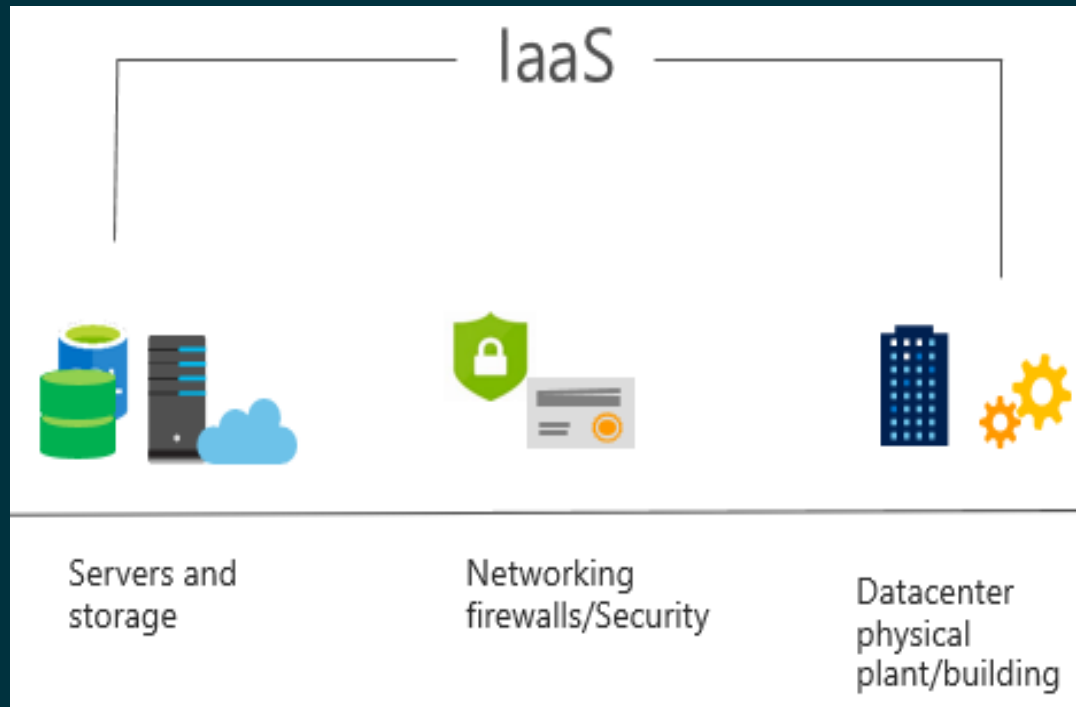 IaaS
Servers and
storage
Networking
firewalls/Security
Datacenter
physical
plant/building